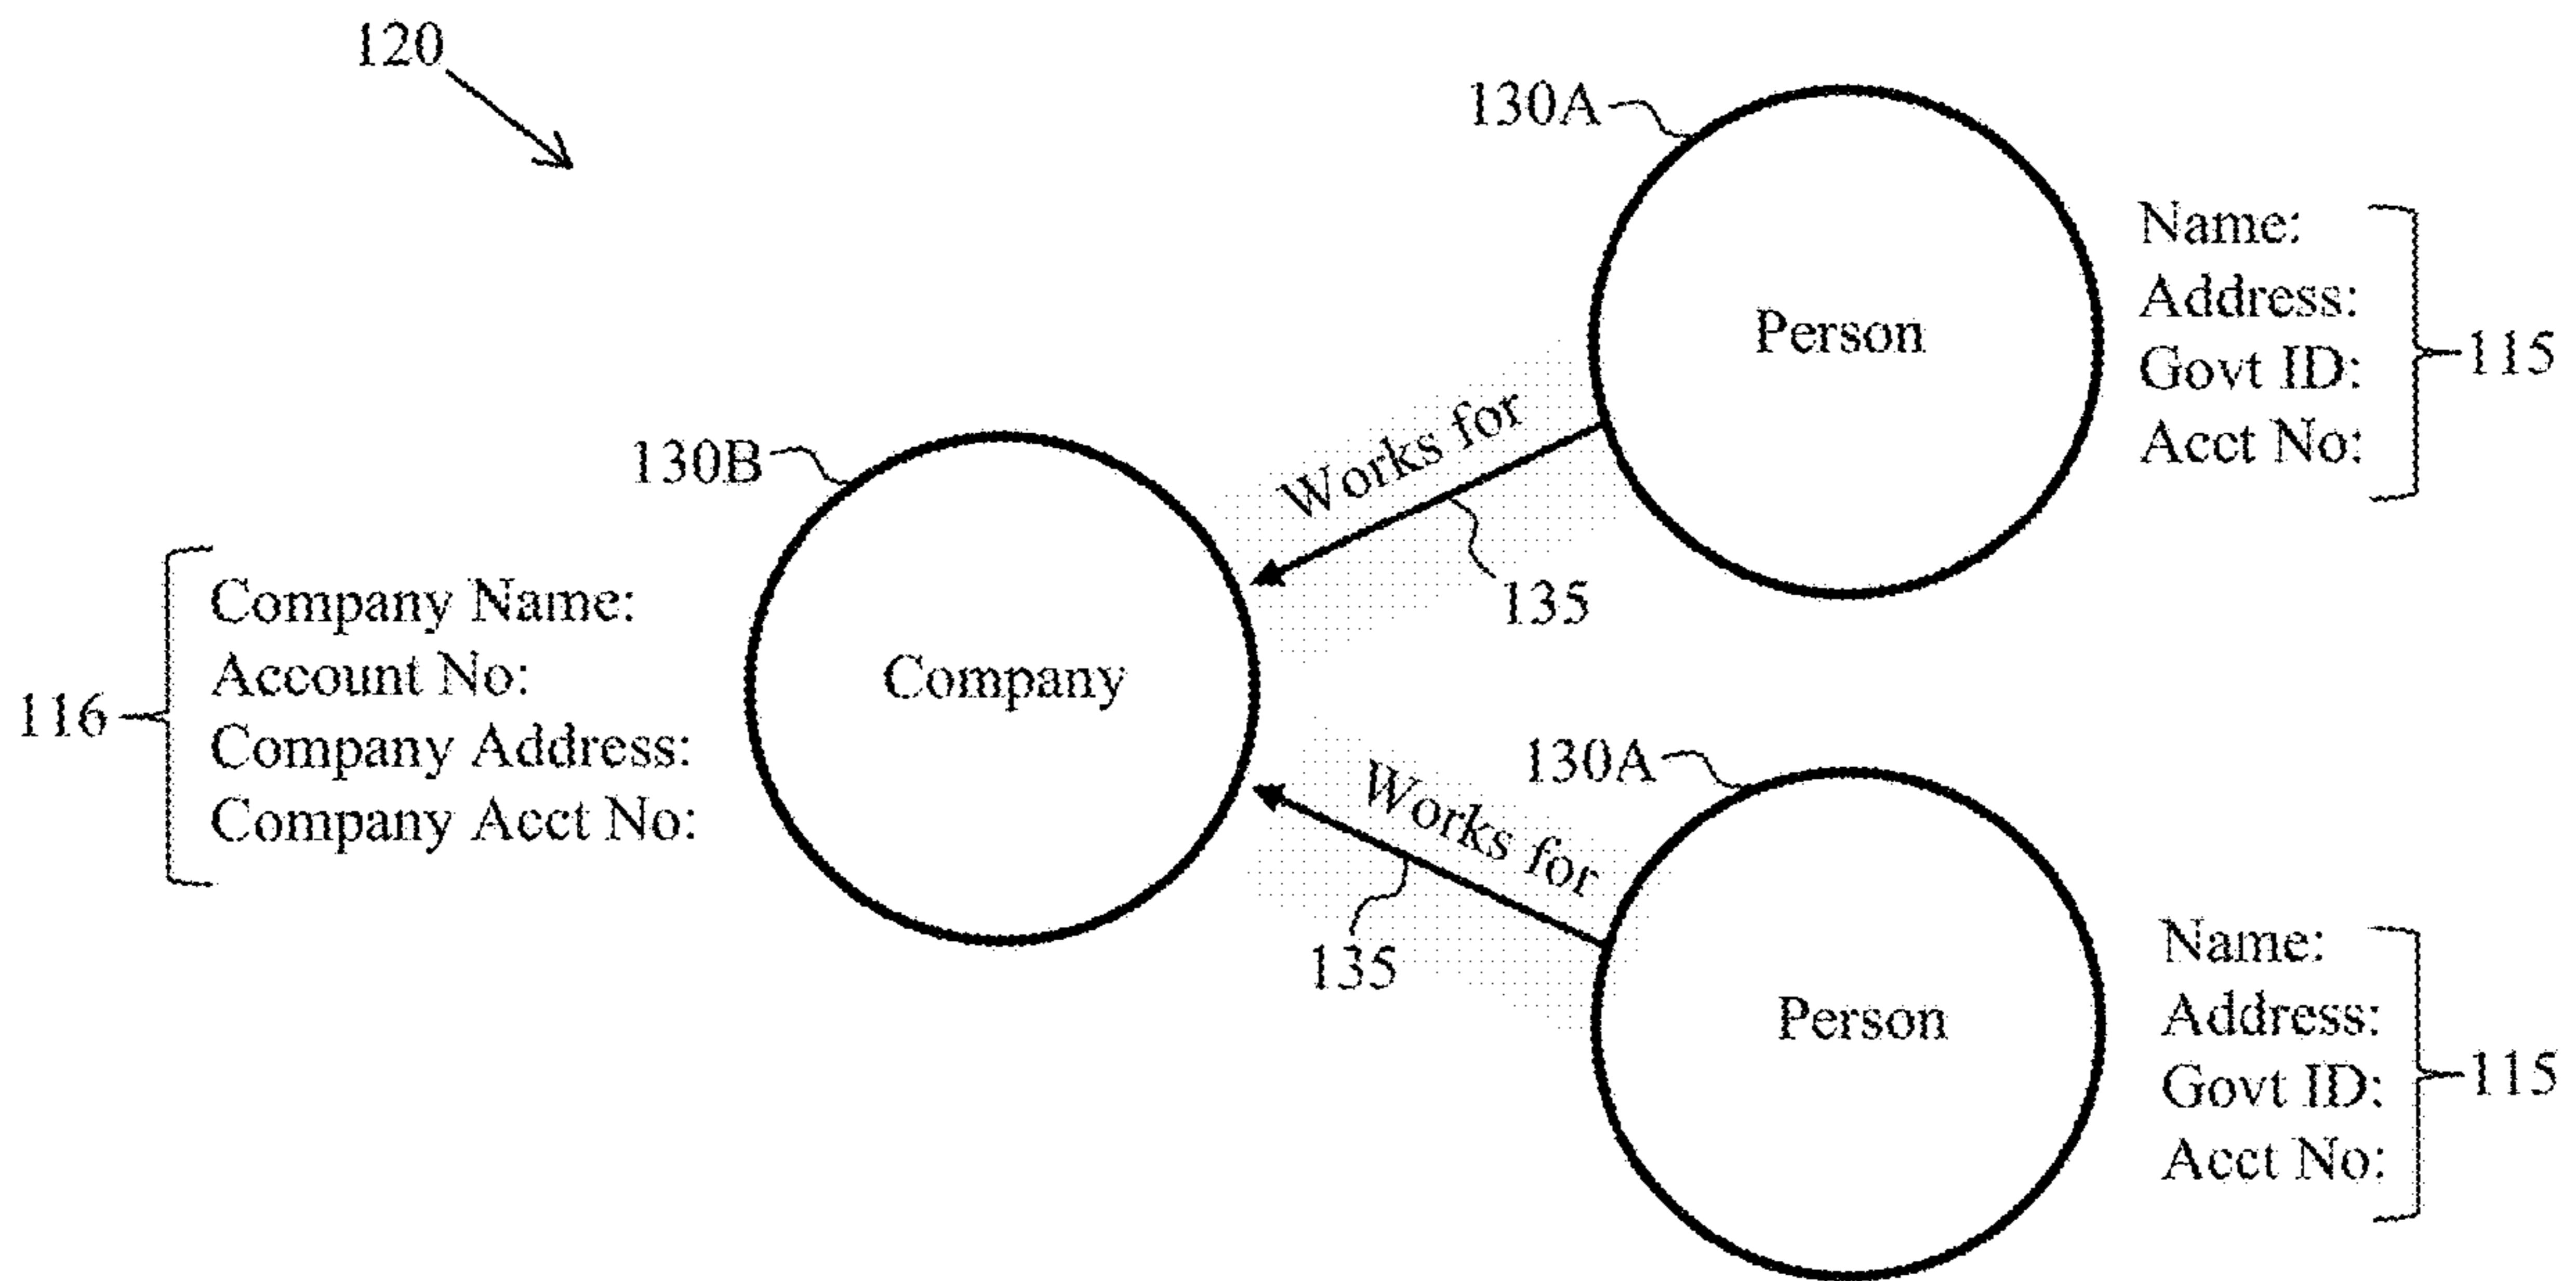 120
130A
Person
Name:
Address:
Govt ID:
Acct No:
115
Works for
135
130B
Company
116
Company Name:
Account No:
Company Address:
Company Acct No:
Works for
135
130A
Person
Name:
Address:
Govt ID:
Acct No:
115